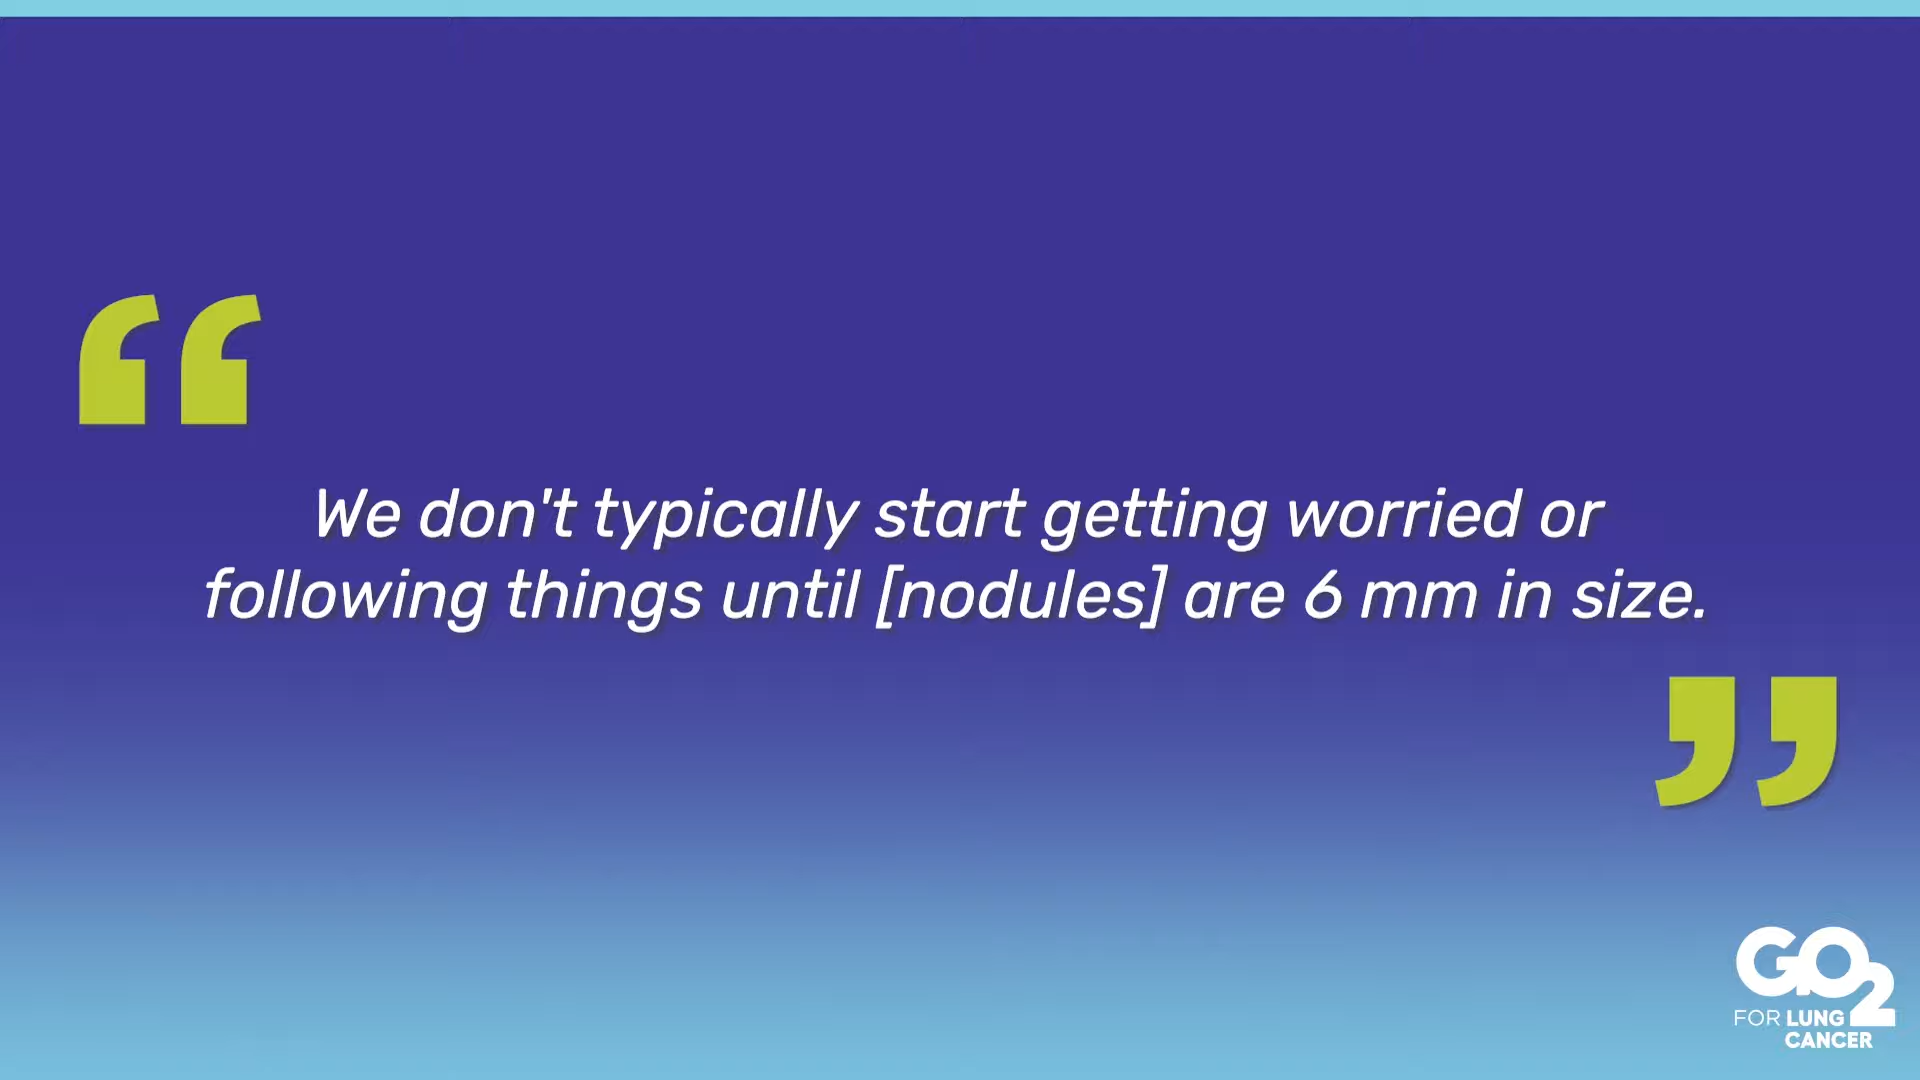 “
We don't typically start getting worried or
following things until [nodules] are 6 mm in size.
”
GO2
FOR LUNG
CANCER